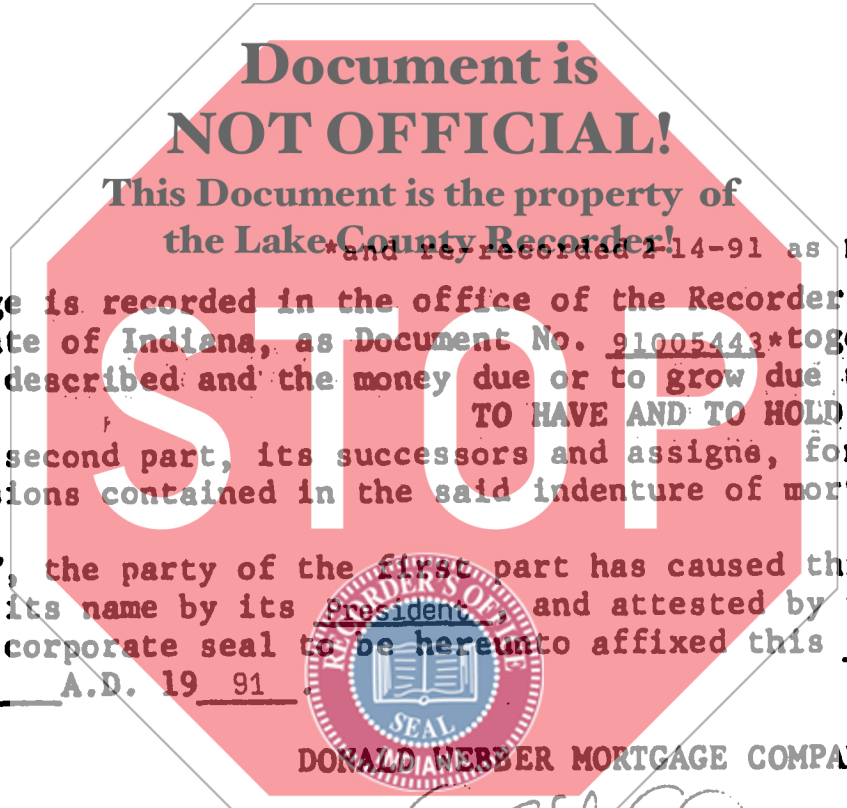 Document is
NOT OFFICIAL!
This Document is the property of
the Lake County Recorder!
*and re-recorded 2-14-91 as
ge is recorded in the office of the Recorder
te of Indiana, as Document No. 91005443*toge
described and the money due or to grow due
TO HAVE AND TO HOLD
second part, its successors and assigns, for
sions contained in the said indenture of mor
, the party of the first part has caused th
its name by its President, and attested by
corporate seal to be hereunto affixed this
A.D. 19 91.
DONALD WEBBER MORTGAGE COMPA
STOP
RECORDER'S OFFICE
SEAL
INDIANA